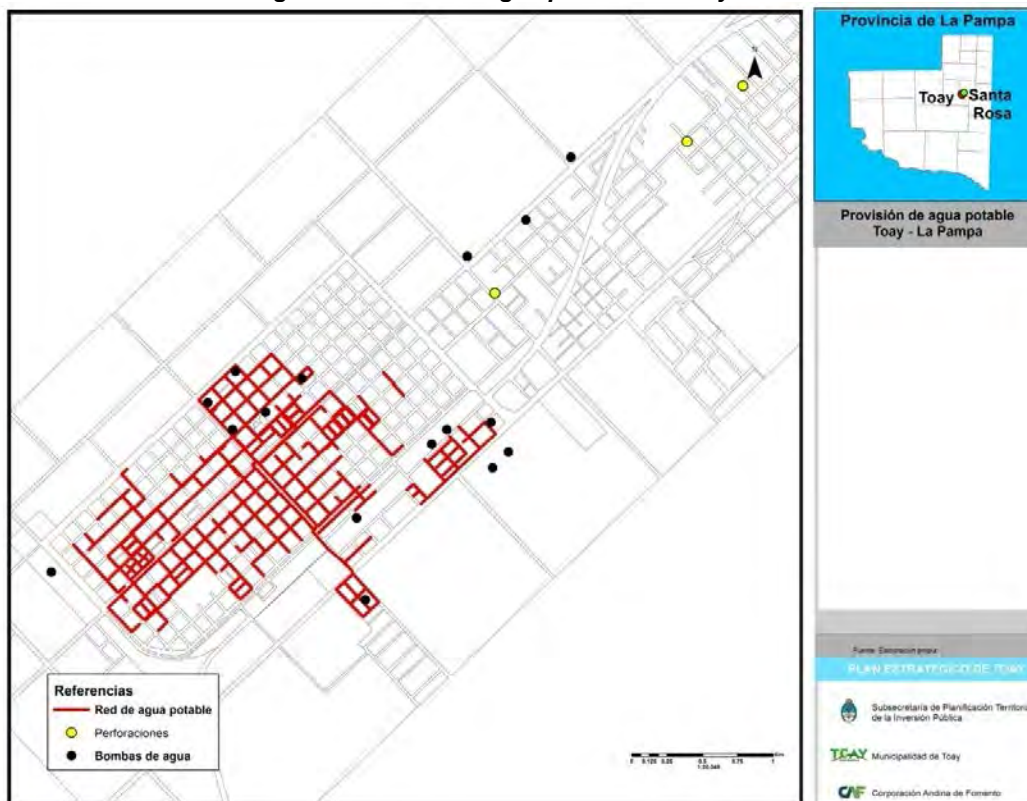 N
Referencias
Red de agua potable
Perforaciones
Bombas de agua
Provincia de La Pampa
Toay
Santa
Rosa
Provisión de agua potable
Toay - La Pampa
PLAN ESTRATEGICO DE TOAY
Subsecretaría de Planificación Territoria
de la Inversión Pública
TOAY Municipalidad de Toay
CAF Corporación Andina de Fomento